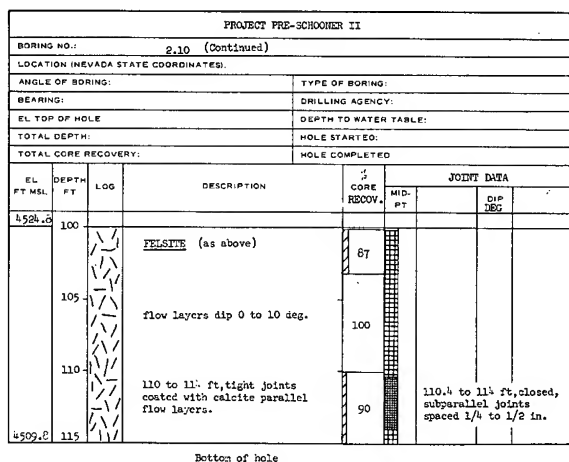 PROJECT PRE-SCHOONER II
BORING NO.: 2.10 (Continued)
LOCATION (NEVADA STATE COORDINATES).
ANGLE OF BORING: TYPE OF BORING:
BEARING: DRILLING AGENCY:
EL TOP OF HOLE DEPTH TO WATER TABLE:
TOTAL DEPTH: HOLE STARTED:
TOTAL CORE RECOVERY: HOLE COMPLETED
EL FT MSL DEPTH FT LOG DESCRIPTION % CORE RECOV. JOINT DATA
MID-PT DIP DEG
4524.8 100
FELSITE (as above) 87
105
flow layers dip 0 to 10 deg.
100
110
110 to 114 ft, tight joints
coated with calcite parallel
flow layers.
90
110.4 to 114 ft, closed,
subparallel joints
spaced 1/4 to 1/2 in.
4509.8 115
Bottom of hole